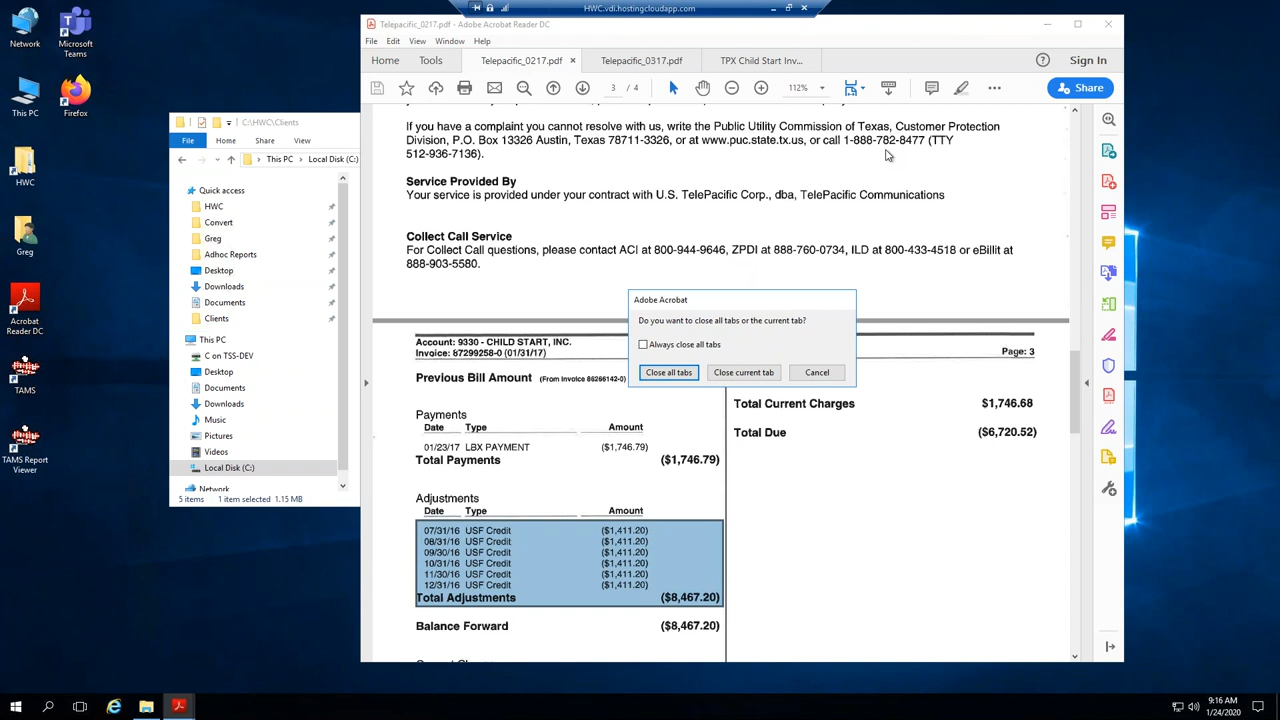 HWC.vdi.hostingcloudapp.com
Telepacific_0217.pdf - Adobe Acrobat Reader DC
File Edit View Window Help
Home Tools Telepacific_0217.pdf × Telepacific_0317.pdf TPX Child Start Inv... Sign In
3 / 4 112% Share
If you have a complaint you cannot resolve with us, write the Public Utility Commission of Texas, Customer Protection
Division, P.O. Box 13326 Austin, Texas 78711-3326, or at www.puc.state.tx.us, or call 1-888-782-8477 (TTY
512-936-7136).
Service Provided By
Your service is provided under your contract with U.S. TelePacific Corp., dba, TelePacific Communications
Collect Call Service
For Collect Call questions, please contact ACI at 800-944-9646, ZPDI at 888-760-0734, ILD at 800-433-4518 or eBillit at
888-903-5580.
Account: 9330 - CHILD START, INC.
Invoice: 87299258-0 (01/31/17)
Page: 3
Previous Bill Amount (From Invoice 86266142-0)
Payments
Date Type Amount
01/23/17 LBX PAYMENT ($1,746.79)
Total Payments ($1,746.79)
Adjustments
Date Type Amount
07/31/16 USF Credit ($1,411.20)
08/31/16 USF Credit ($1,411.20)
09/30/16 USF Credit ($1,411.20)
10/31/16 USF Credit ($1,411.20)
11/30/16 USF Credit ($1,411.20)
12/31/16 USF Credit ($1,411.20)
Total Adjustments ($8,467.20)
Balance Forward ($8,467.20)
Total Current Charges $1,746.68
Total Due ($6,720.52)
Adobe Acrobat
Do you want to close all tabs or the current tab?
Always close all tabs
Close all tabs Close current tab Cancel
C:\HWC\Clients
File Home Share View
This PC Local Disk (C:)
Quick access
HWC
Convert
Greg
Adhoc Reports
Desktop
Downloads
Documents
Clients
This PC
C on TSS-DEV
Desktop
Documents
Downloads
Music
Pictures
Videos
Local Disk (C:)
Network
5 items 1 item selected 1.15 MB
Network
Microsoft
Teams
This PC
Firefox
HWC
Greg
Acrobat
Reader DC
TAMS
TAMS Report
Viewer
9:16 AM
1/24/2020